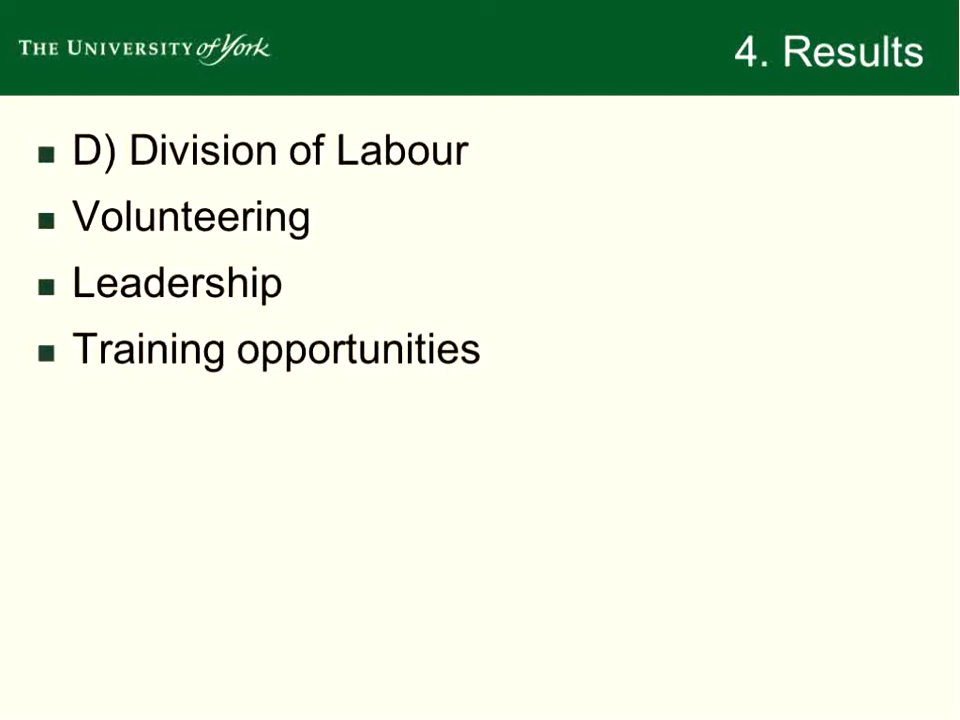 THE UNIVERSITY of York
4. Results
D) Division of Labour
Volunteering
Leadership
Training opportunities